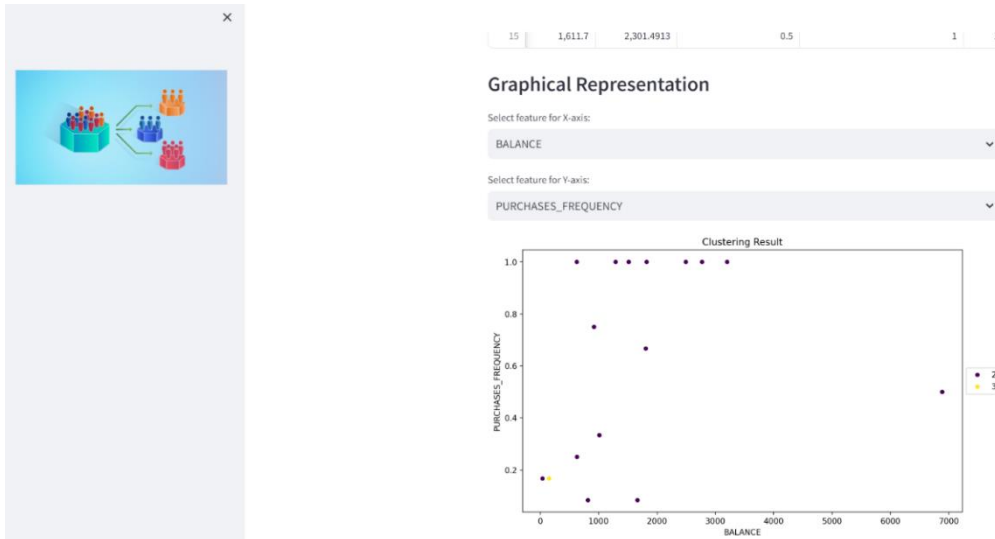 ×
15 1,611.7 2,301.4913 0.5 1
Graphical Representation
Select feature for X-axis:
BALANCE
Select feature for Y-axis:
PURCHASES_FREQUENCY
Clustering Result
1.0
0.8
0.6
0.4
0.2
PURCHASES_FREQUENCY
2
3
0 1000 2000 3000 4000 5000 6000 7000
BALANCE